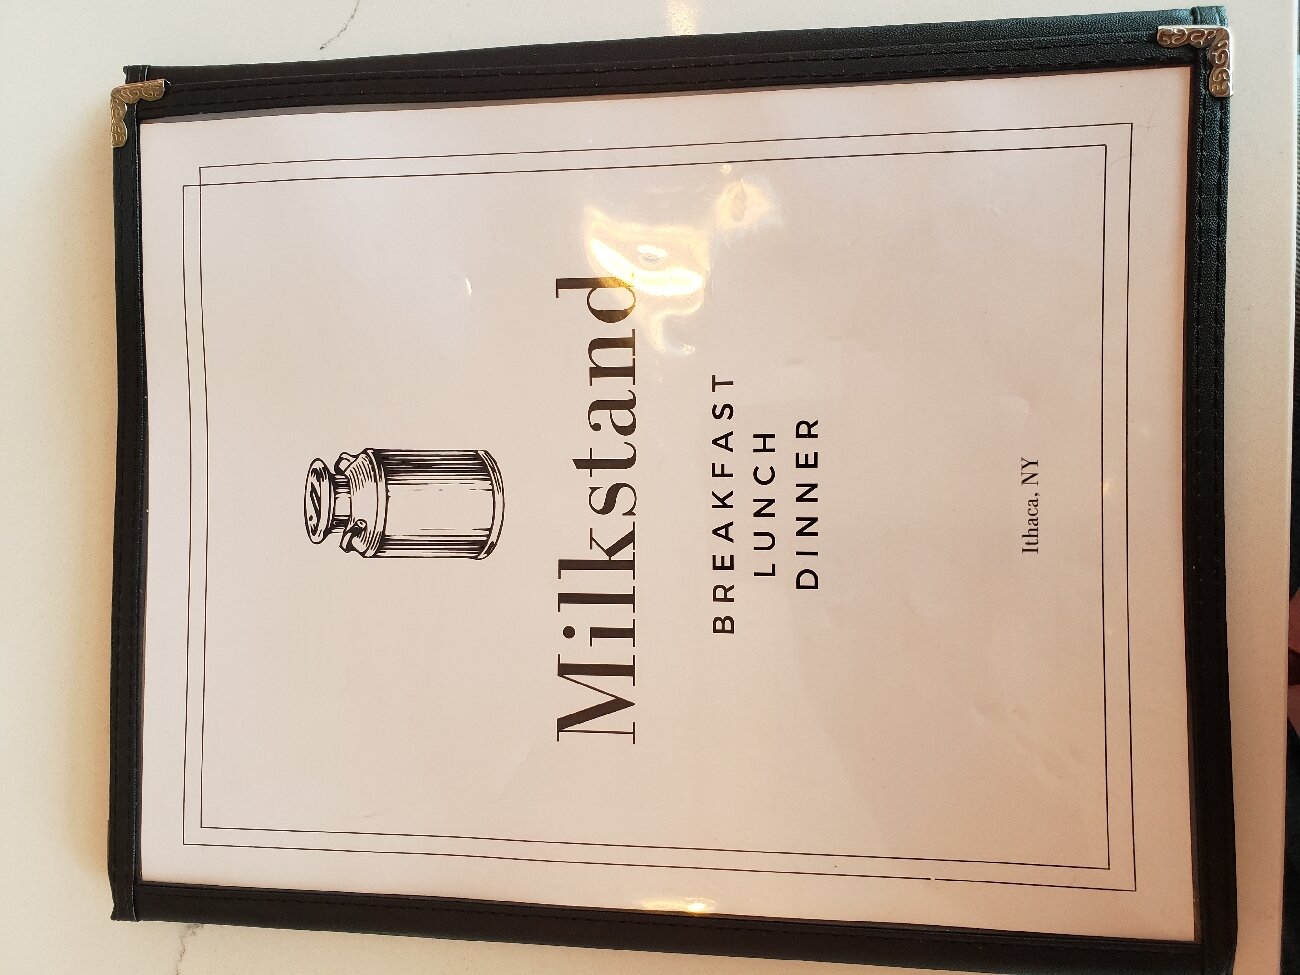 Milkstand
BREAKFAST
LUNCH
DINNER
Ithaca, NY